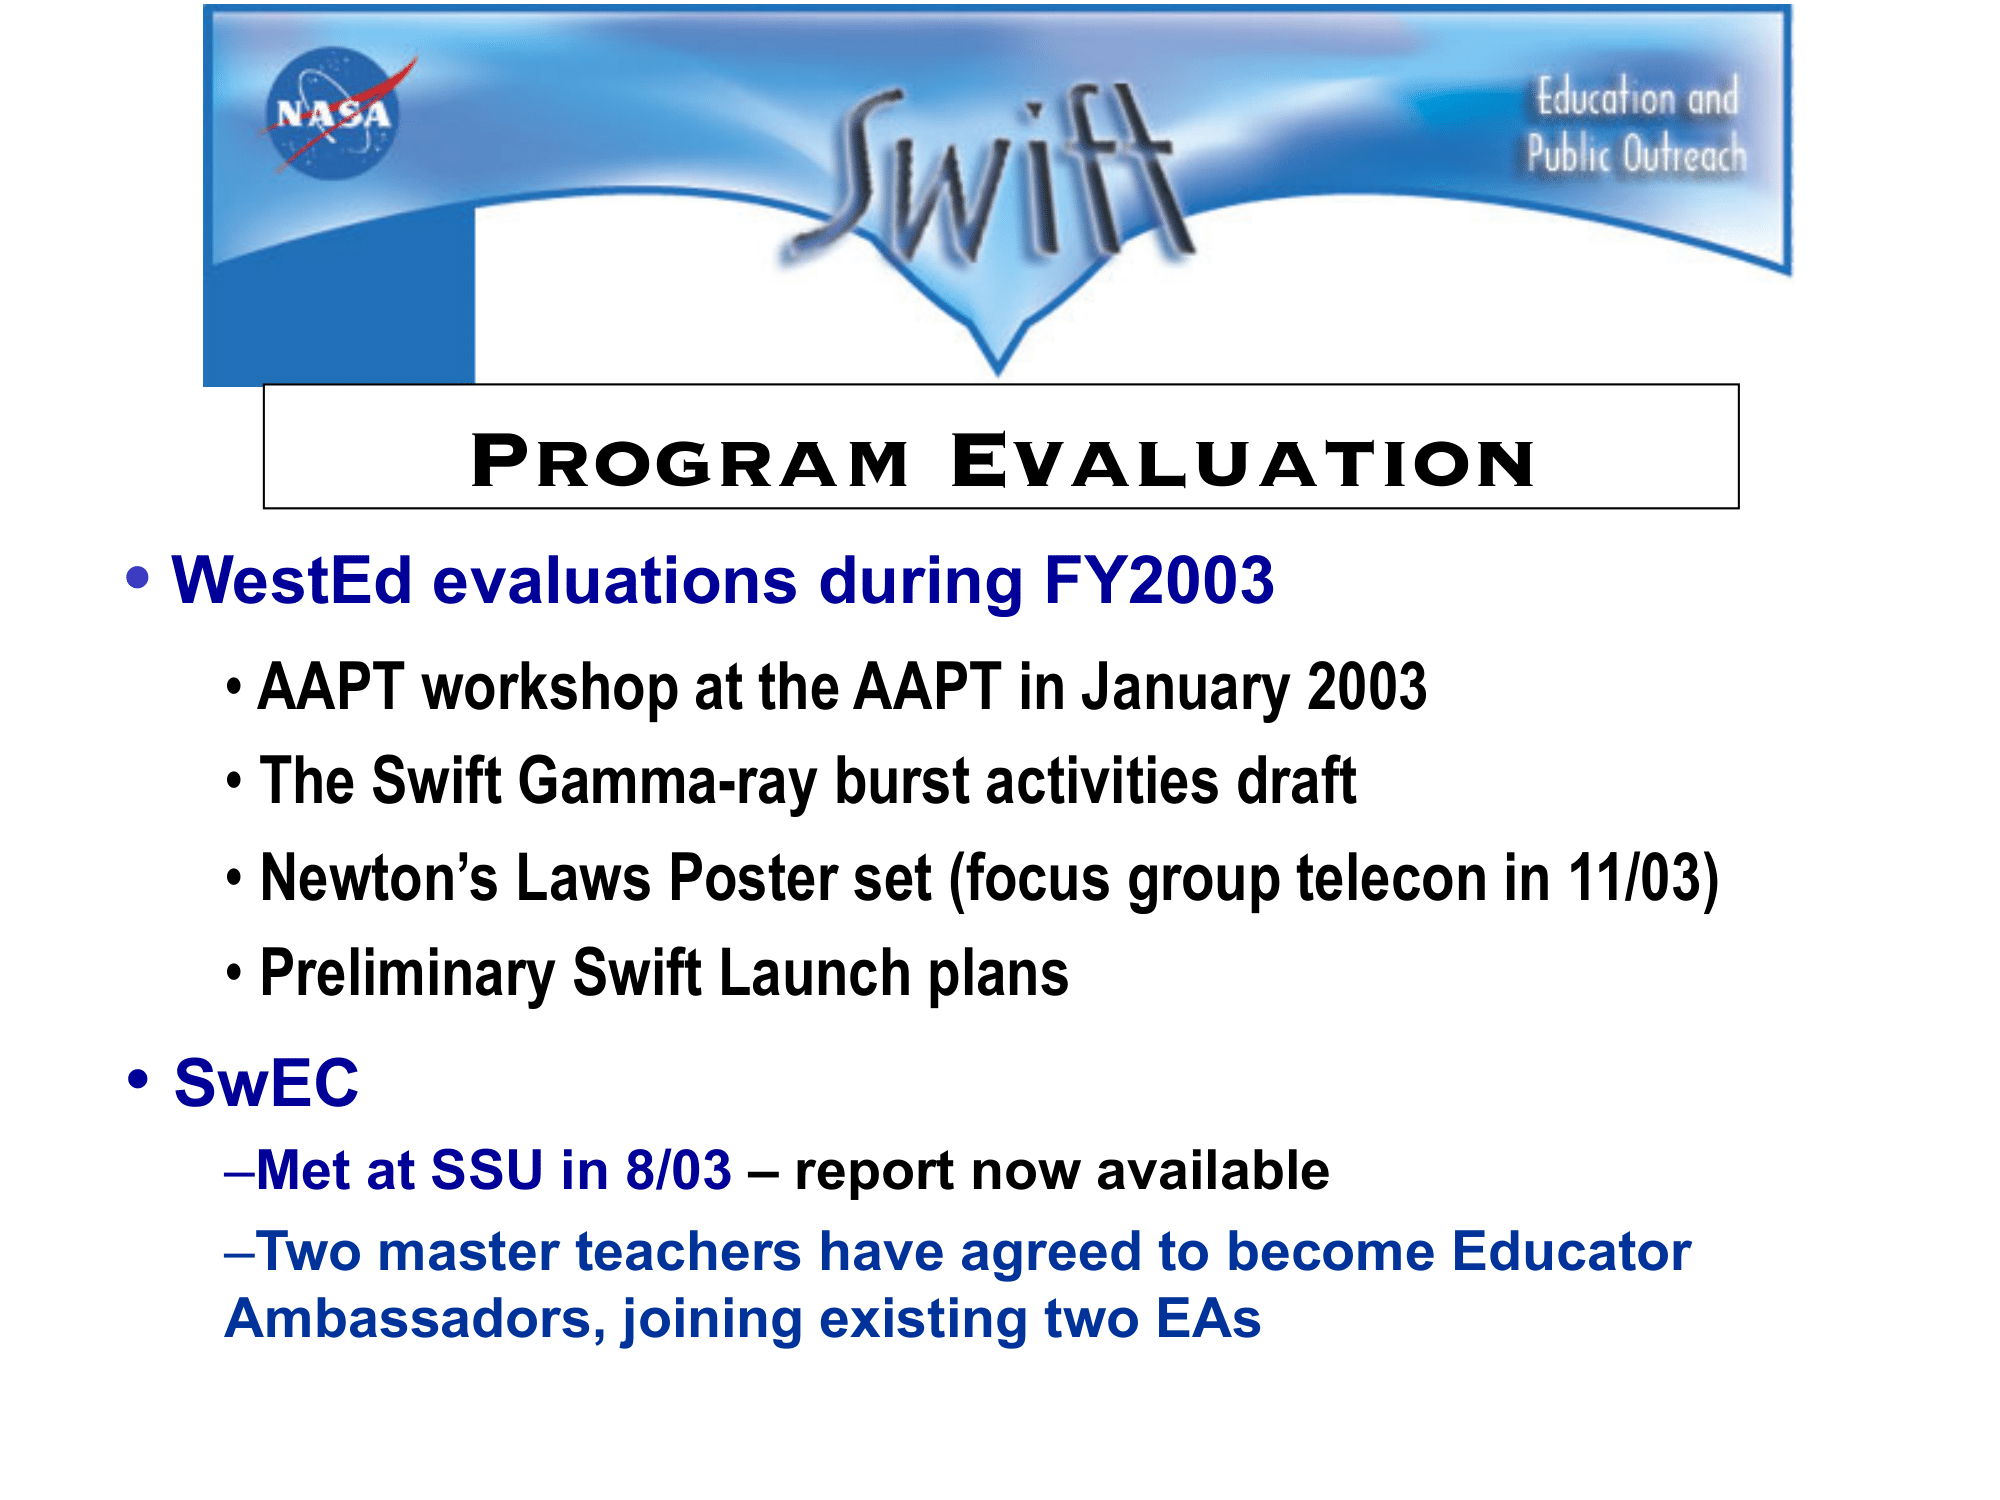 NASA
Swift
Education and
Public Outreach
PROGRAM EVALUATION
• WestEd evaluations during FY2003
• AAPT workshop at the AAPT in January 2003
• The Swift Gamma-ray burst activities draft
• Newton’s Laws Poster set (focus group telecon in 11/03)
• Preliminary Swift Launch plans
• SwEC
–Met at SSU in 8/03 – report now available
–Two master teachers have agreed to become Educator
Ambassadors, joining existing two EAs